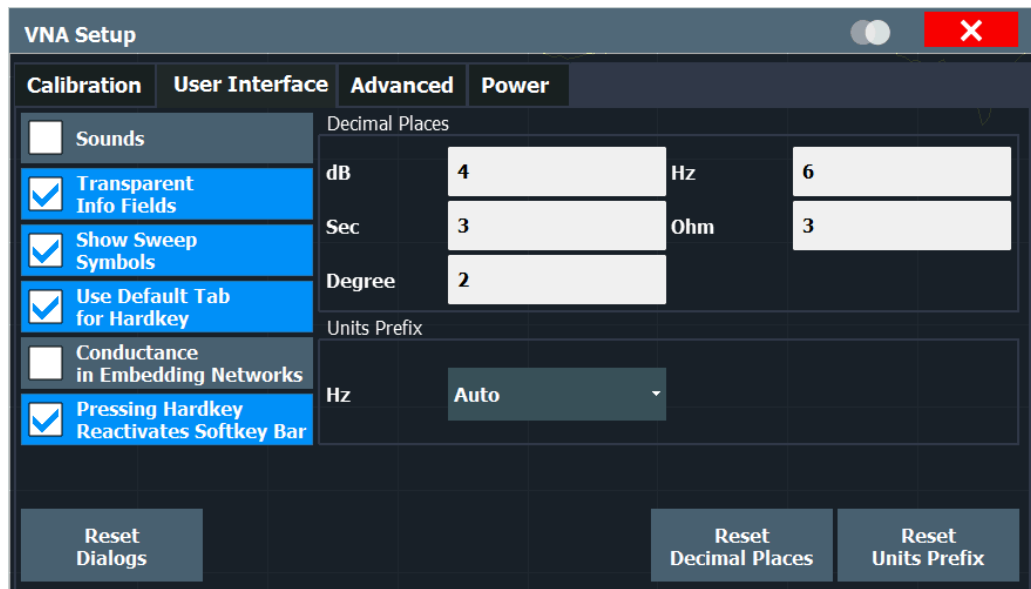 VNA Setup
Calibration User Interface Advanced Power
Sounds
Transparent
Info Fields
Show Sweep
Symbols
Use Default Tab
for Hardkey
Conductance
in Embedding Networks
Pressing Hardkey
Reactivates Softkey Bar
Decimal Places
dB 4 Hz 6
Sec 3 Ohm 3
Degree 2
Units Prefix
Hz Auto
Reset
Dialogs
Reset
Decimal Places
Reset
Units Prefix